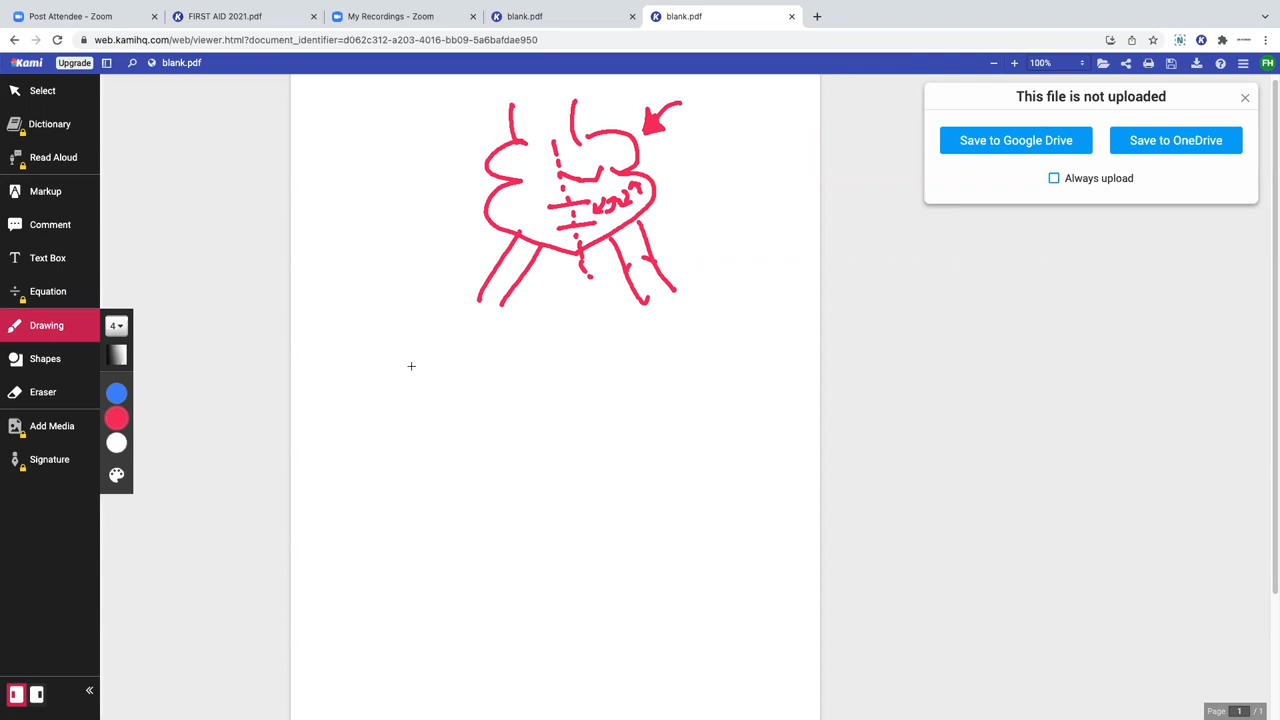 Post Attendee - Zoom
FIRST AID 2021.pdf
My Recordings - Zoom
blank.pdf
blank.pdf
web.kamihq.com/web/viewer.html?document_identifier=d062c312-a203-4016-bb09-5a6bafdae950
Kami
Upgrade
blank.pdf
100%
FH
Select
Dictionary
Read Aloud
Markup
Comment
Text Box
Equation
Drawing
4
Shapes
Eraser
Add Media
Signature
This file is not uploaded
Save to Google Drive
Save to OneDrive
Always upload
Page 1 / 1